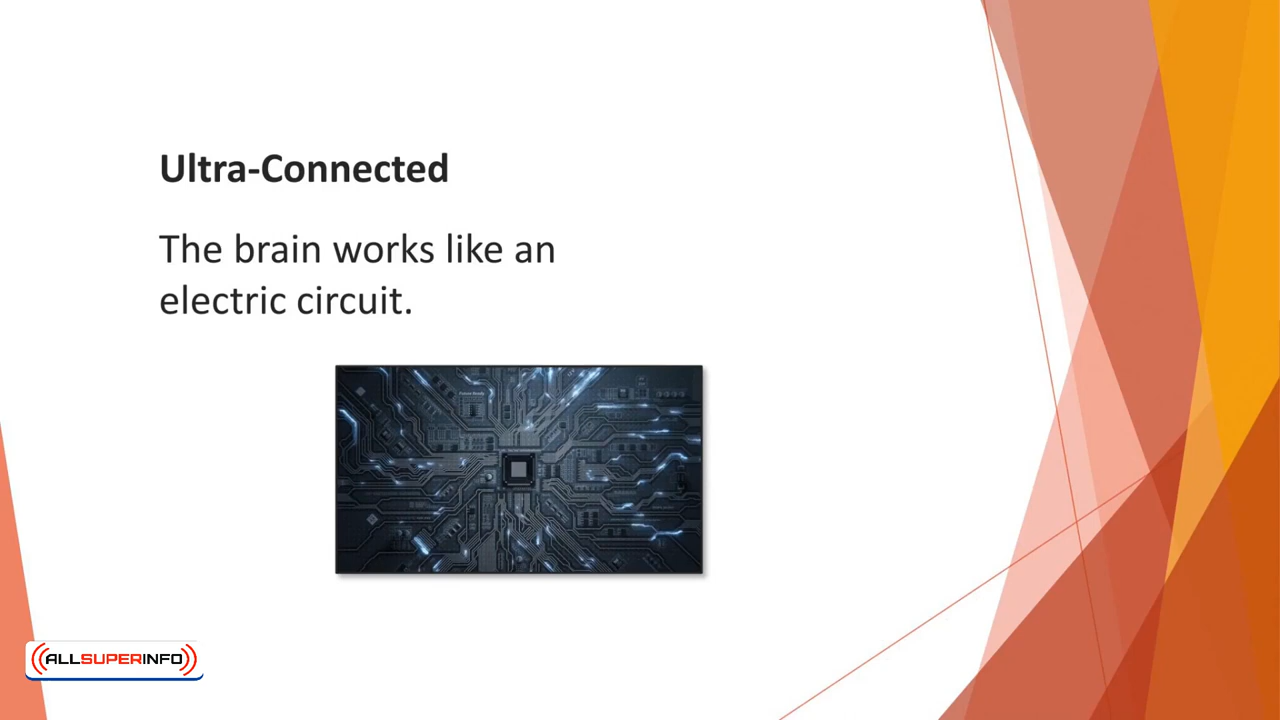 Ultra-Connected
The brain works like an
electric circuit.
ALLSUPERINFO